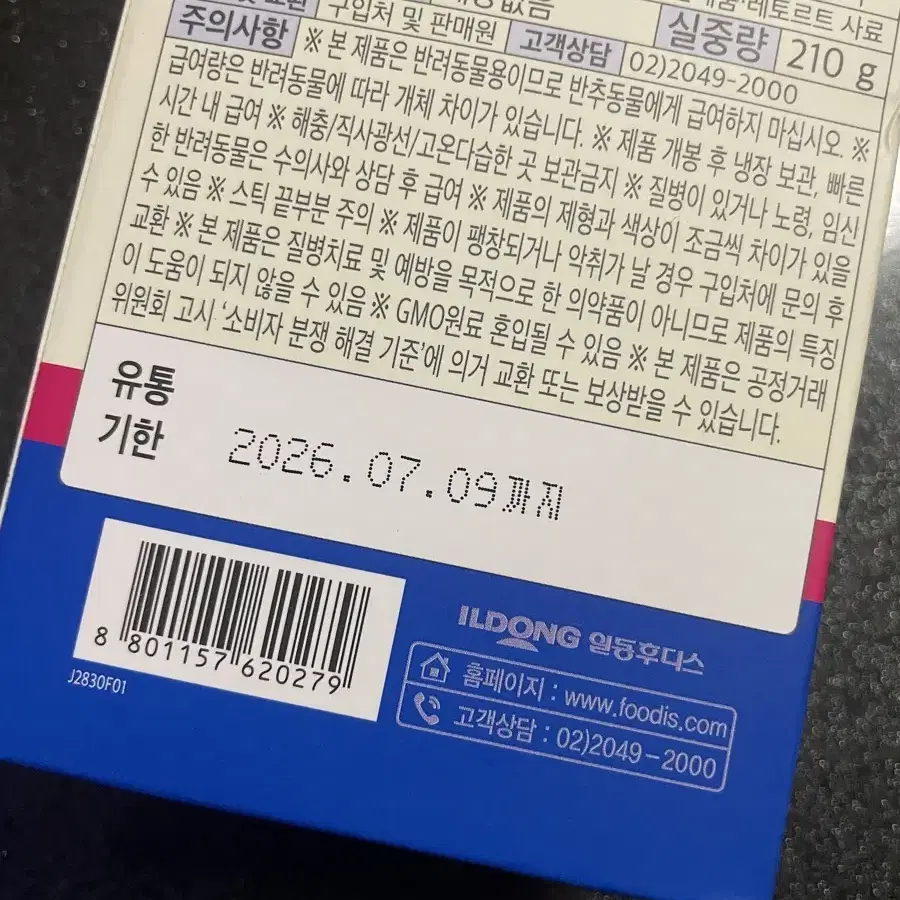 구입처 및 판매원
없음
레토르트 사료
주의사항
고객상담
02)2049-2000
실중량
210 g
※ 본 제품은 반려동물용이므로 반추동물에게 급여하지 마십시오. ※
급여량은 반려동물에 따라 개체 차이가 있습니다. ※ 제품 개봉 후 냉장 보관, 빠른
시간 내 급여 ※ 해충/직사광선/고온다습한 곳 보관금지 ※ 질병이 있거나 노령, 임신
한 반려동물은 수의사와 상담 후 급여 ※ 제품의 제형과 색상이 조금씩 차이가 있을
수 있음 ※ 스틱 끝부분 주의 ※ 제품이 팽창되거나 악취가 날 경우 구입처에 문의 후
교환 ※ 본 제품은 질병치료 및 예방을 목적으로 한 의약품이 아니므로 제품의 특징
이 도움이 되지 않을 수 있음 ※ GMO원료 혼입될 수 있음 ※ 본 제품은 공정거래
위원회 고시 '소비자 분쟁 해결 기준'에 의거 교환 또는 보상받을 수 있습니다.
유통
기한
2026.07.09까지
8 801157 620279
J2830F01
ILDONG 일동후디스
홈페이지 : www.foodis.com
고객상담 : 02)2049-2000